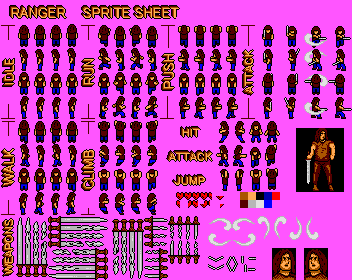 RANGER SPRITE SHEET
IDLE
RUN
PUSH
ATTACK
WALK
CLIMB
HIT
ATTACK
JUMP
WEAPONS